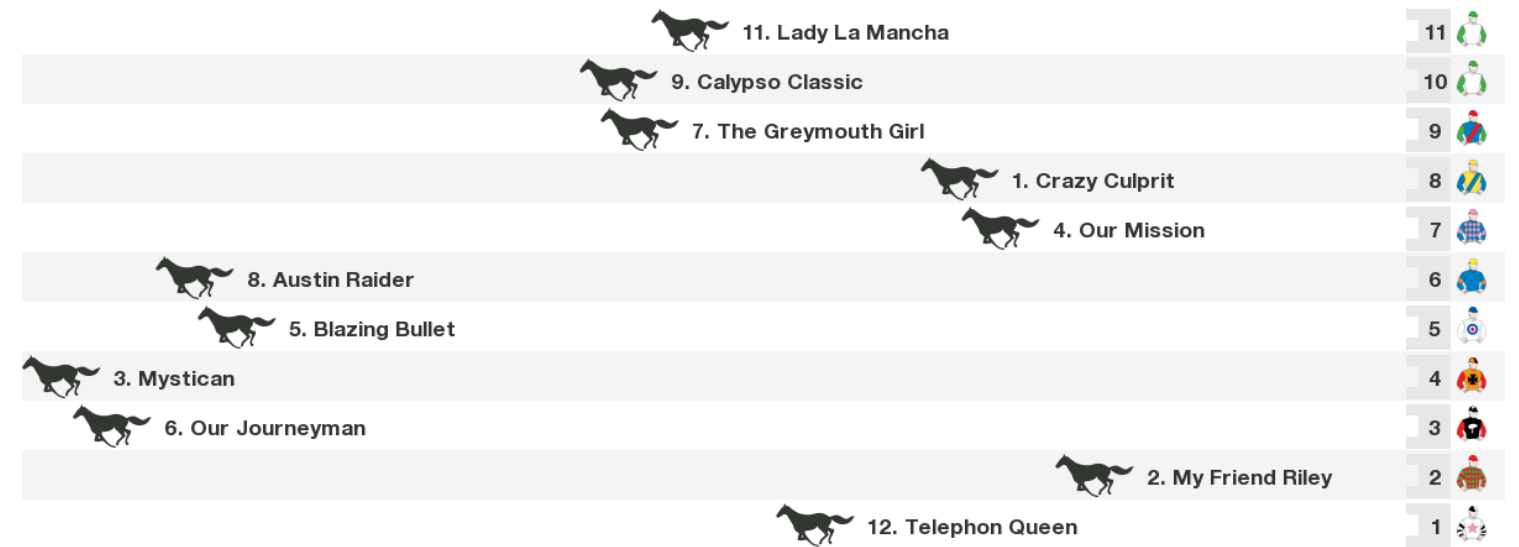 11. Lady La Mancha 11
9. Calypso Classic 10
7. The Greymouth Girl 9
1. Crazy Culprit 8
4. Our Mission 7
8. Austin Raider 6
5. Blazing Bullet 5
3. Mystican 4
6. Our Journeyman 3
2. My Friend Riley 2
12. Telephon Queen 1